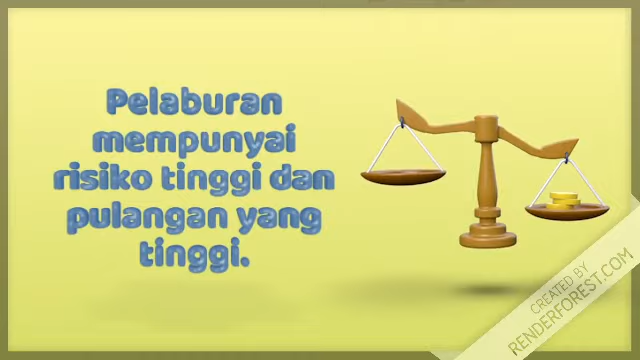 Pelaburan
mempunyai
risiko tinggi dan
pulangan yang
tinggi.
CREATED BY
RENDERFOREST.COM